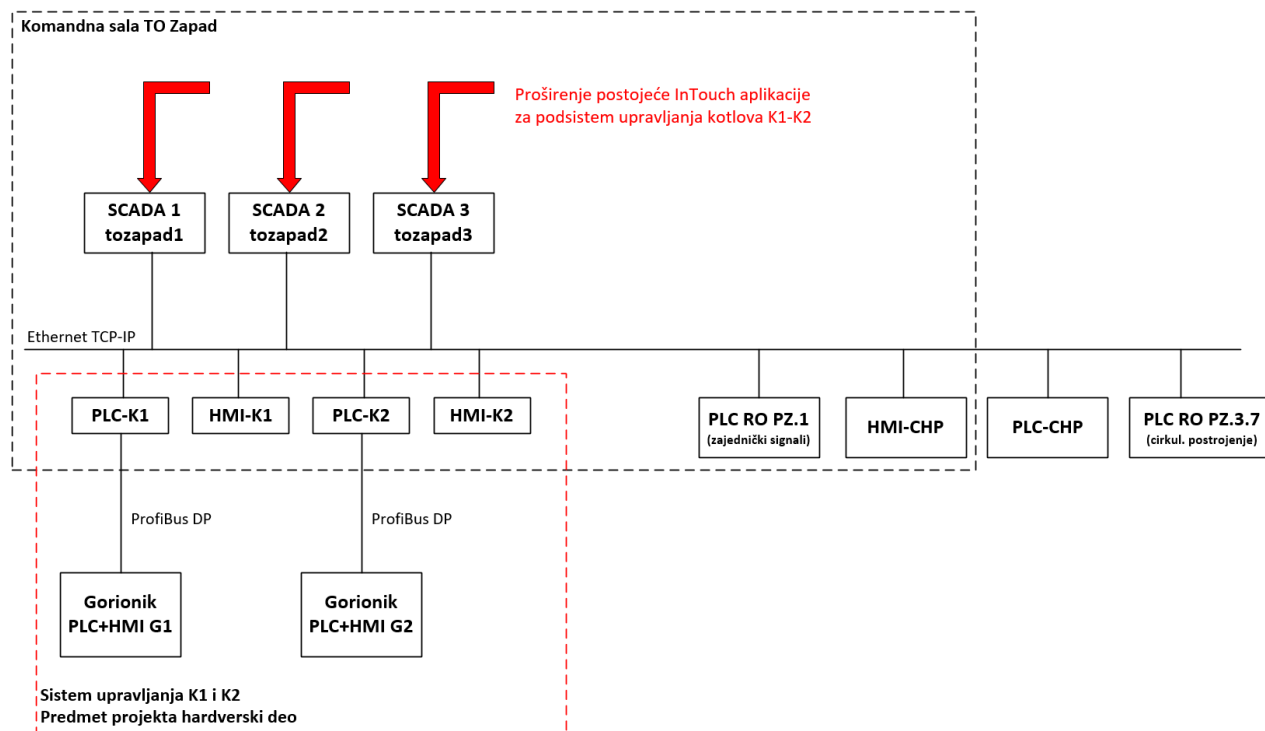 Komandna sala TO Zapad
Proširenje postojeće InTouch aplikacije
za podsistem upravljanja kotlova K1-K2
SCADA 1
tozapad1
SCADA 2
tozapad2
SCADA 3
tozapad3
Ethernet TCP-IP
PLC-K1
HMI-K1
PLC-K2
HMI-K2
PLC RO PZ.1
(zajednički signali)
HMI-CHP
PLC-CHP
PLC RO PZ.3.7
(cirkul. postrojenje)
ProfiBus DP
ProfiBus DP
Gorionik
PLC+HMI G1
Gorionik
PLC+HMI G2
Sistem upravljanja K1 i K2
Predmet projekta hardverski deo